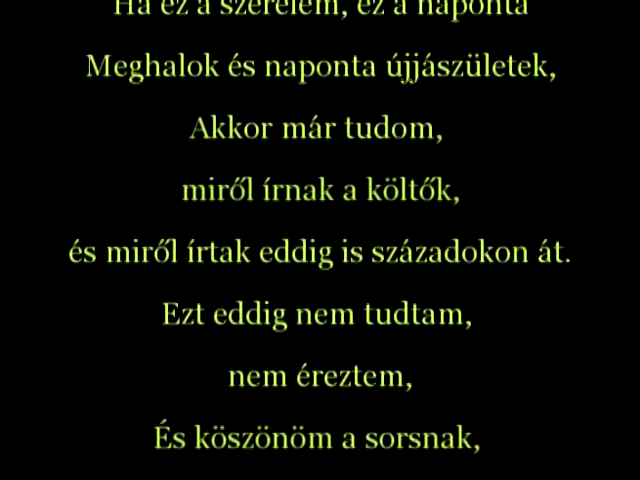 Ha ez a szerelem, ez a naponta
Meghalok és naponta újjászületek,
Akkor már tudom,
miről írnak a költők,
és miről írtak eddig is századokon át.
Ezt eddig nem tudtam,
nem éreztem,
És köszönöm a sorsnak,